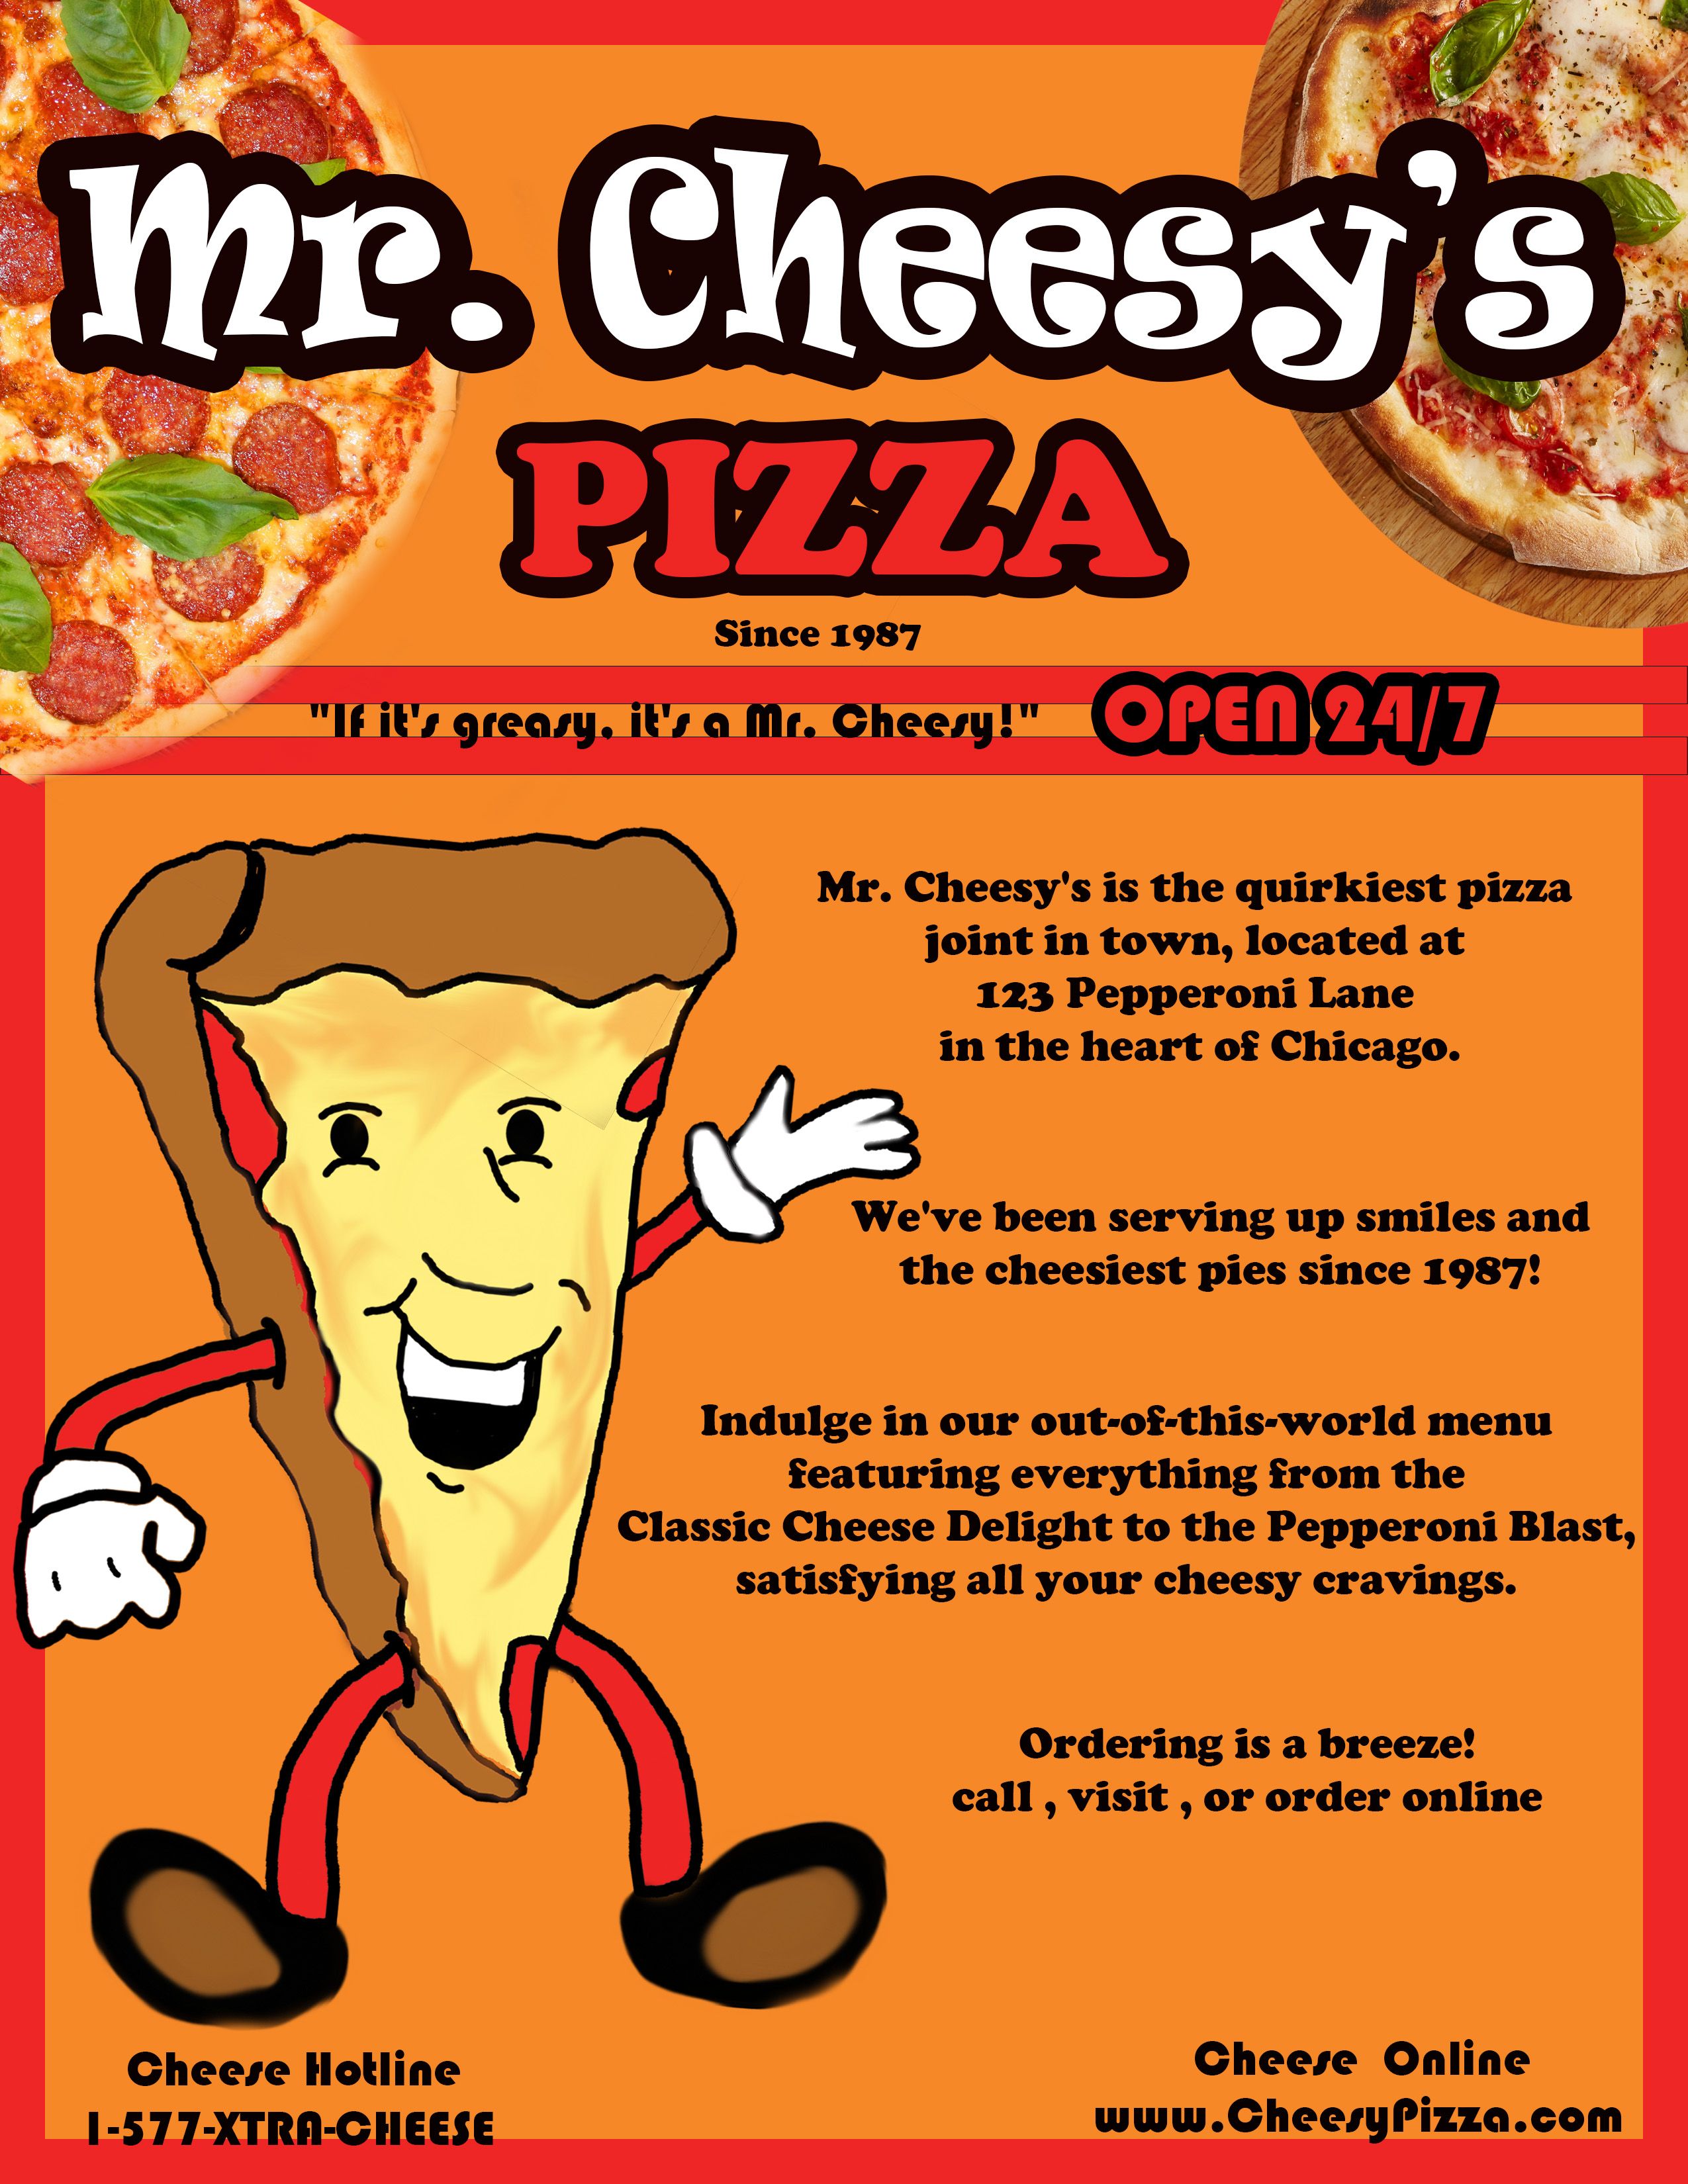 Mr. Cheesy's
PIZZA
Since 1987
"If it's greasy, it's a Mr. Cheesy!"
OPEN 24/7
Mr. Cheesy's is the quirkiest pizza
joint in town, located at
123 Pepperoni Lane
in the heart of Chicago.
We've been serving up smiles and
the cheesiest pies since 1987!
Indulge in our out-of-this-world menu
featuring everything from the
Classic Cheese Delight to the Pepperoni Blast,
satisfying all your cheesy cravings.
Ordering is a breeze!
call , visit , or order online
Cheese Hotline
1-577-XTRA-CHEESE
Cheese Online
www.CheesyPizza.com